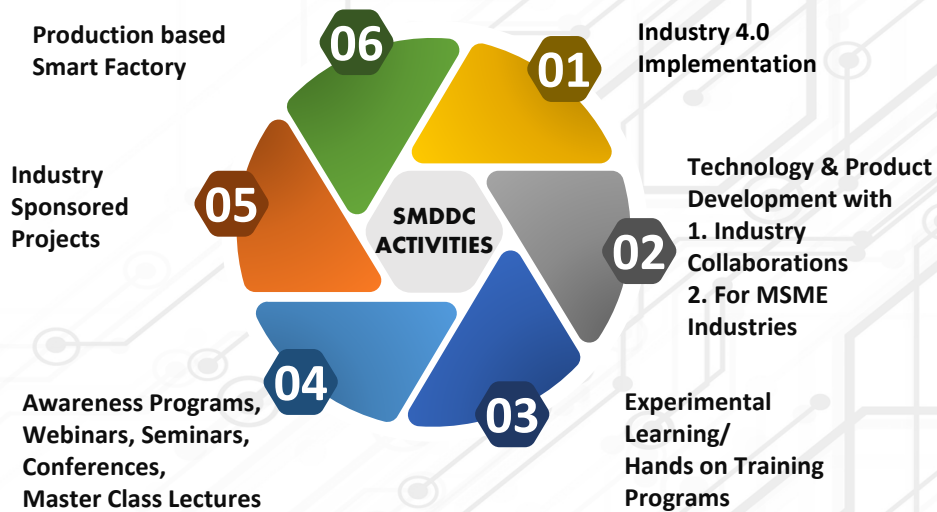 SMDDC
ACTIVITIES
01
Industry 4.0
Implementation
02
Technology & Product
Development with
1. Industry
Collaborations
2. For MSME
Industries
03
Experimental
Learning/
Hands on Training
Programs
04
Awareness Programs,
Webinars, Seminars,
Conferences,
Master Class Lectures
05
Industry
Sponsored
Projects
06
Production based
Smart Factory